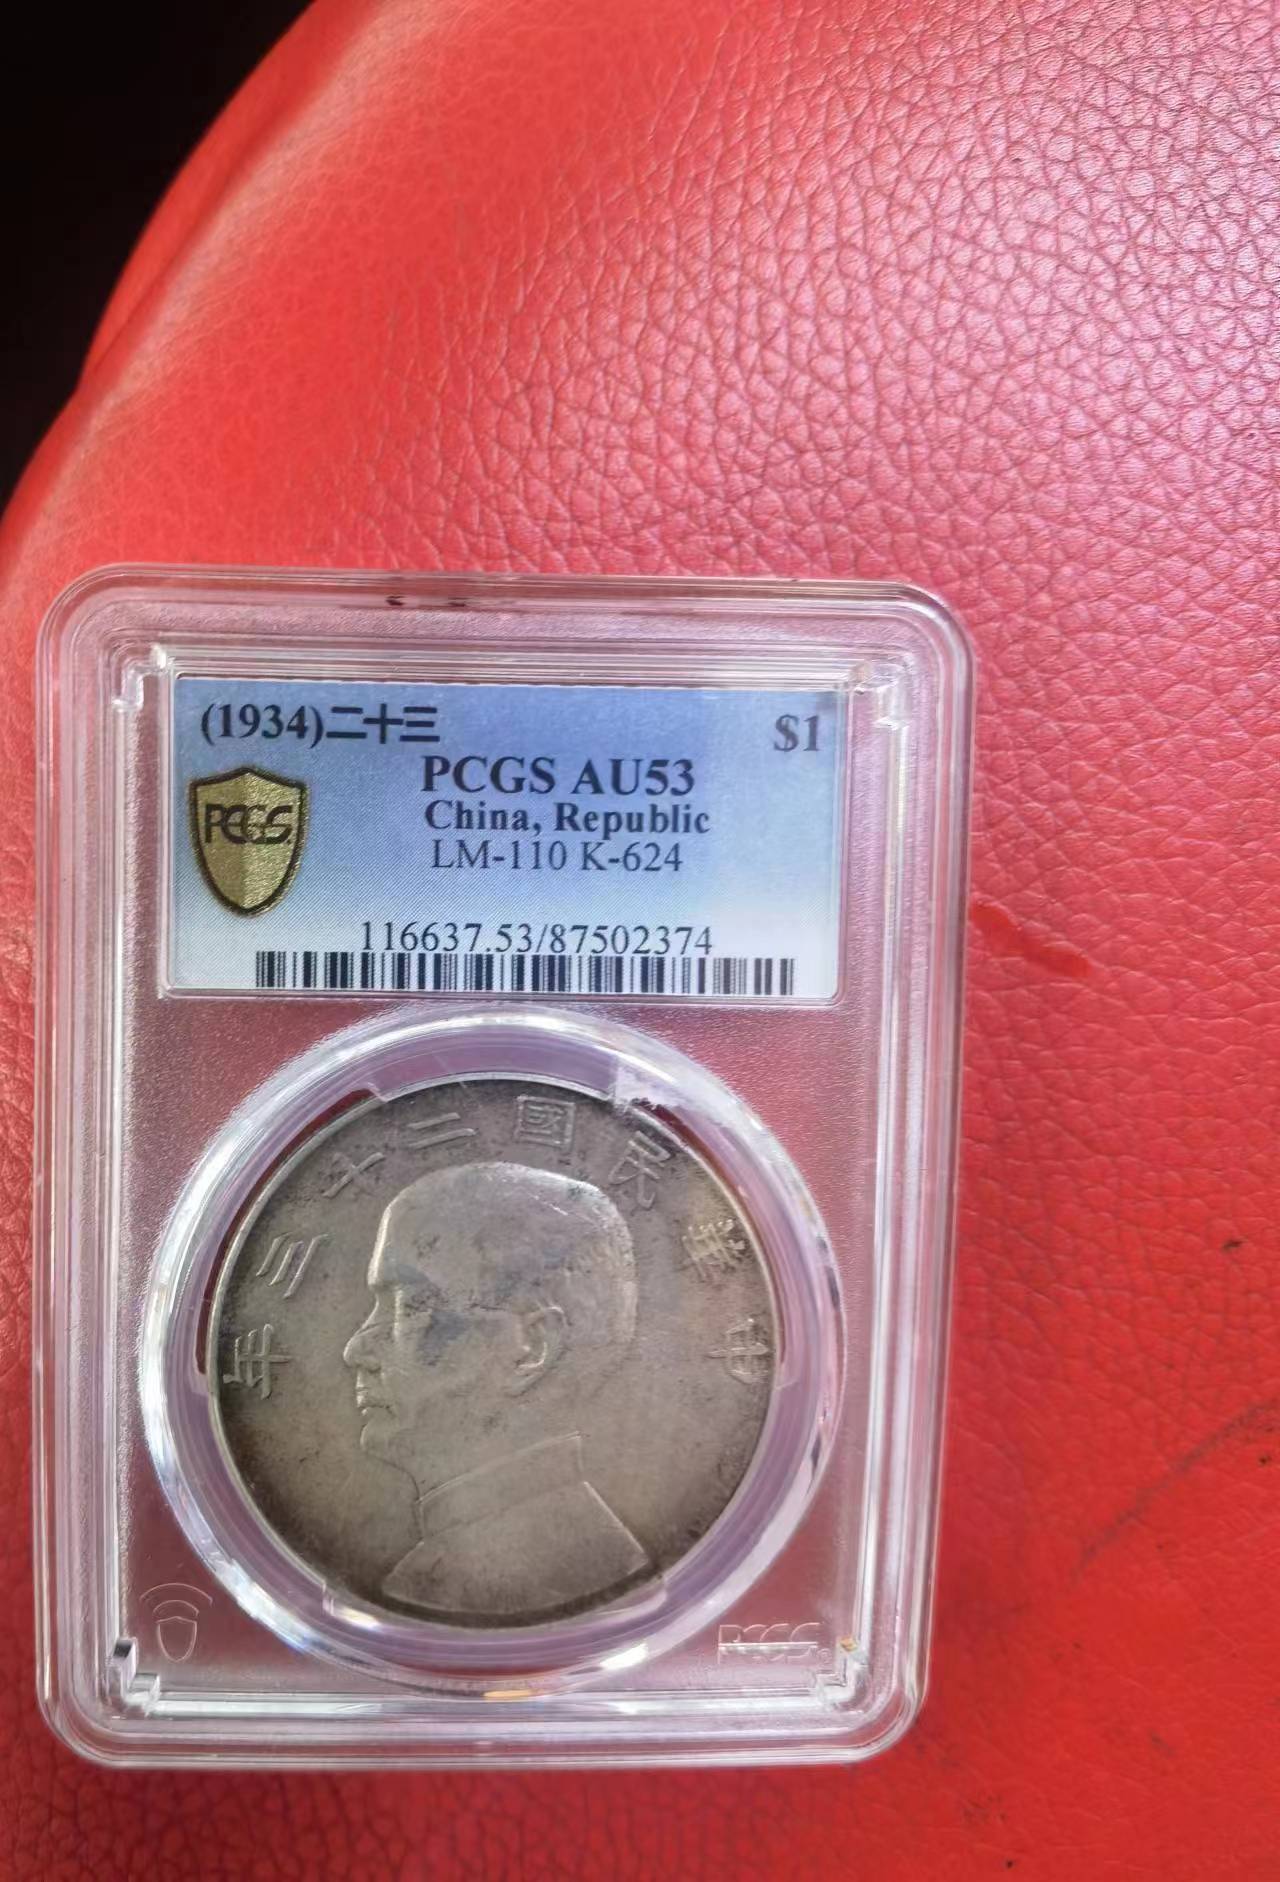 (1934)二十三 $1
PCGS AU53
China, Republic
LM-110 K-624
PCGS
116637.53/87502374
年三十二國民華中
PCGS